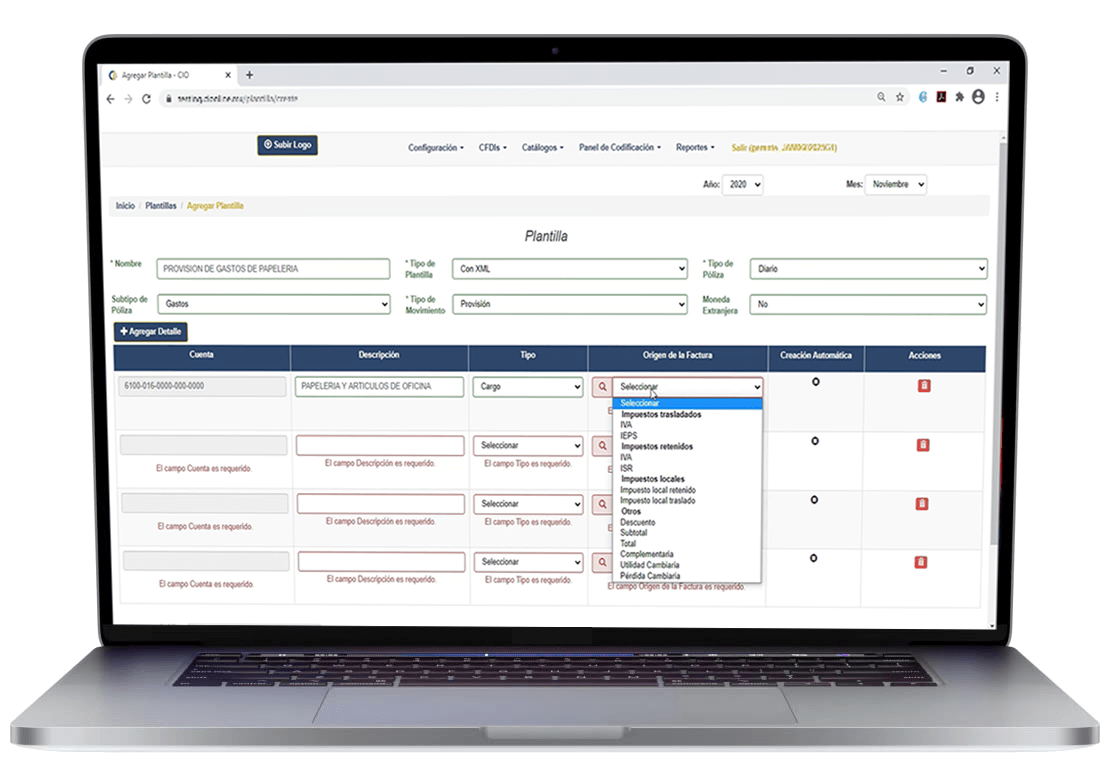 Agregar Plantilla - CIO
Subir Logo
Configuración
CFDIs
Catálogos
Panel de Codificación
Reportes
Salir
Año: 2020
Mes: Noviembre
Inicio / Plantillas / Agregar Plantilla
Plantilla
* Nombre
PROVISION DE GASTOS DE PAPELERIA
* Tipo de
Plantilla
Con XML
* Tipo de
Póliza
Diario
Subtipo de
Póliza
Gastos
* Tipo de
Movimiento
Provisión
Moneda
Extranjera
No
+ Agregar Detalle
Cuenta
Descripción
Tipo
Origen de la Factura
Creación Automática
Acciones
6100-016-0000-000-0000
PAPELERIA Y ARTICULOS DE OFICINA
Cargo
Seleccionar
Seleccionar
Impuestos trasladados
IVA
IEPS
Impuestos retenidos
IVA
ISR
Impuestos locales
Impuesto local retenido
Impuesto local traslado
Otros
Descuento
Subtotal
Total
Complementaria
Utilidad Cambiaria
Pérdida Cambiaria
Seleccionar
El campo Cuenta es requerido.
El campo Descripción es requerido.
El campo Tipo es requerido.
Seleccionar
El campo Cuenta es requerido.
El campo Descripción es requerido.
El campo Tipo es requerido.
Seleccionar
El campo Cuenta es requerido.
El campo Descripción es requerido.
El campo Tipo es requerido.
El campo Origen de la Factura es requerido.